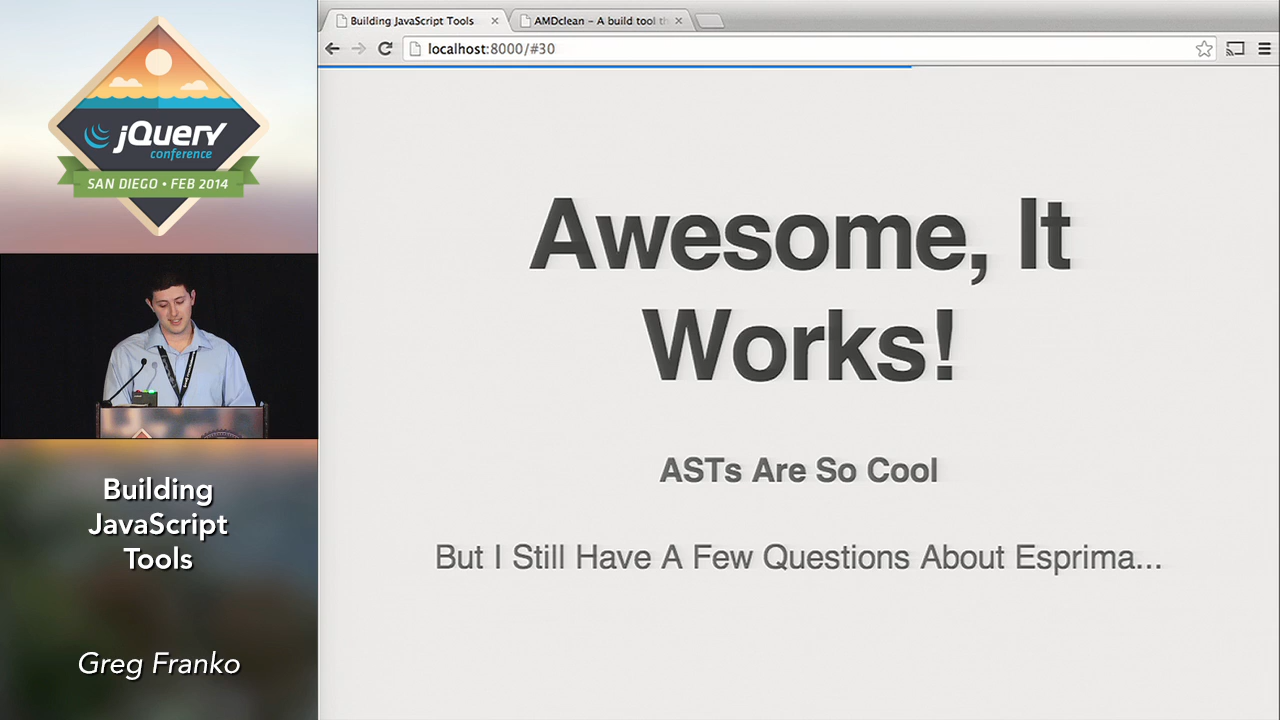 jQuery
conference
SAN DIEGO • FEB 2014
Building
JavaScript
Tools
Greg Franko
Building JavaScript Tools
AMDclean – A build tool th
localhost:8000/#30
Awesome, It
Works!
ASTs Are So Cool
But I Still Have A Few Questions About Esprima...